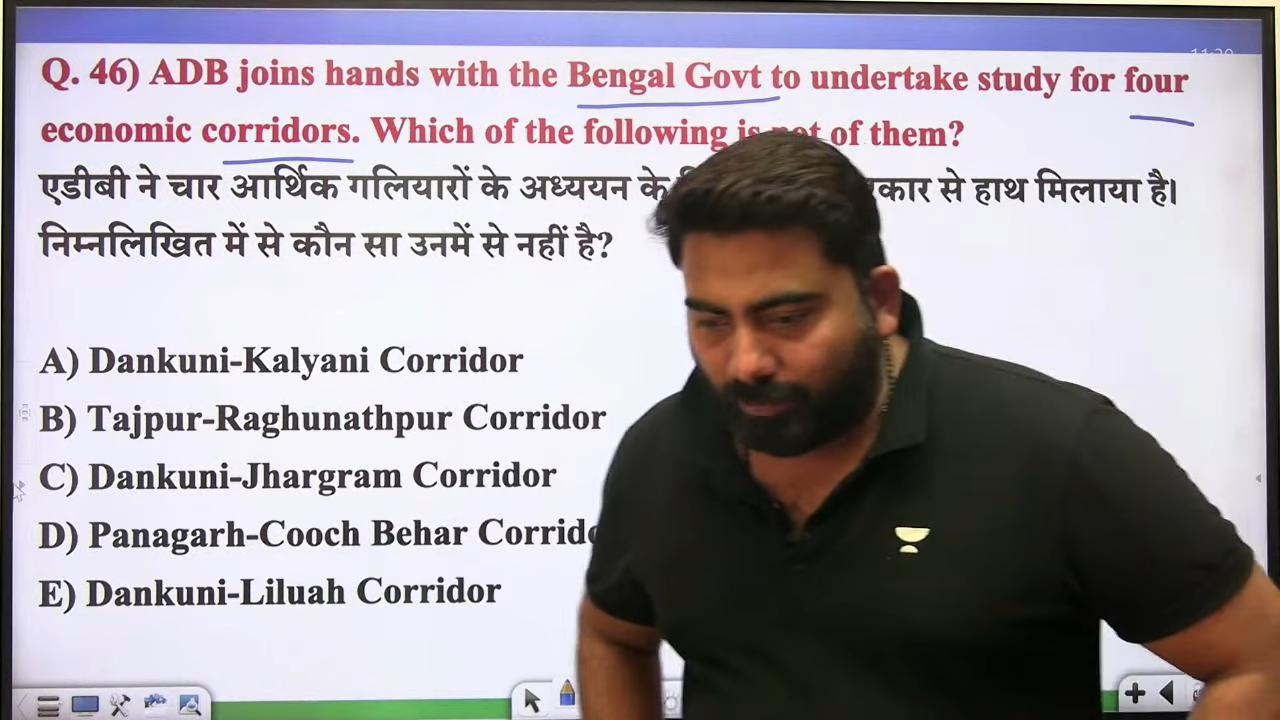 Q. 46) ADB joins hands with the Bengal Govt to undertake study for four
economic corridors. Which of the following is not of them?
एडीबी ने चार आर्थिक गलियारों के अध्ययन के से हाथ मिलाया है।
निम्नलिखित में से कौन सा उनमें से नहीं है?
A) Dankuni-Kalyani Corridor
B) Tajpur-Raghunathpur Corridor
C) Dankuni-Jhargram Corridor
D) Panagarh-Cooch Behar
E) Dankuni-Liluah Corridor